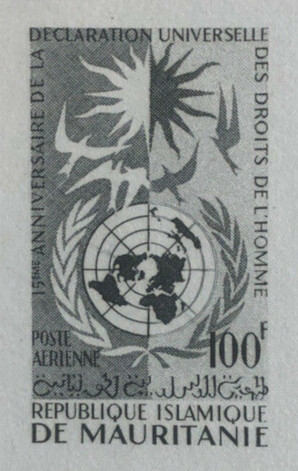 15ÈME ANNIVERSAIRE DE LA
DECLARATION UNIVERSELLE
DES DROITS DE L'HOMME
POSTE
AERIENNE
100F
REPUBLIQUE ISLAMIQUE
DE MAURITANIE